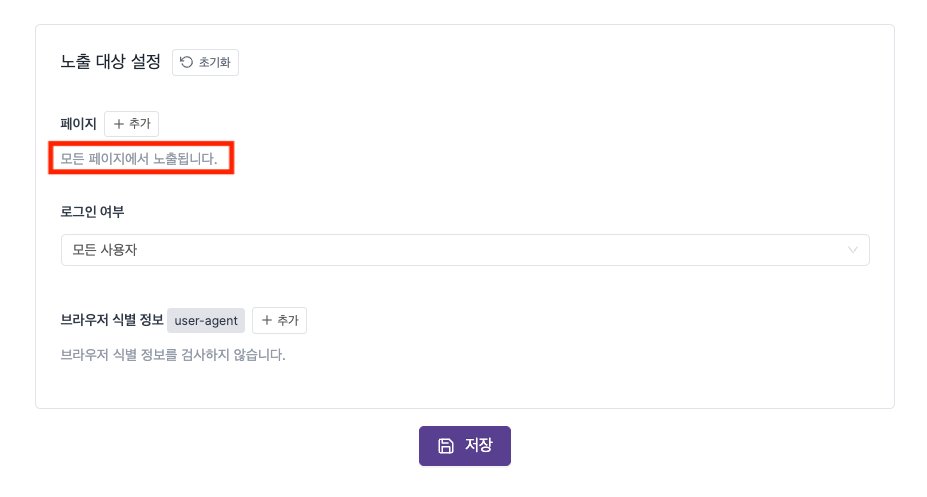 노출 대상 설정 초기화
페이지 + 추가
모든 페이지에서 노출됩니다.
로그인 여부
모든 사용자
브라우저 식별 정보 user-agent + 추가
브라우저 식별 정보를 검사하지 않습니다.
저장